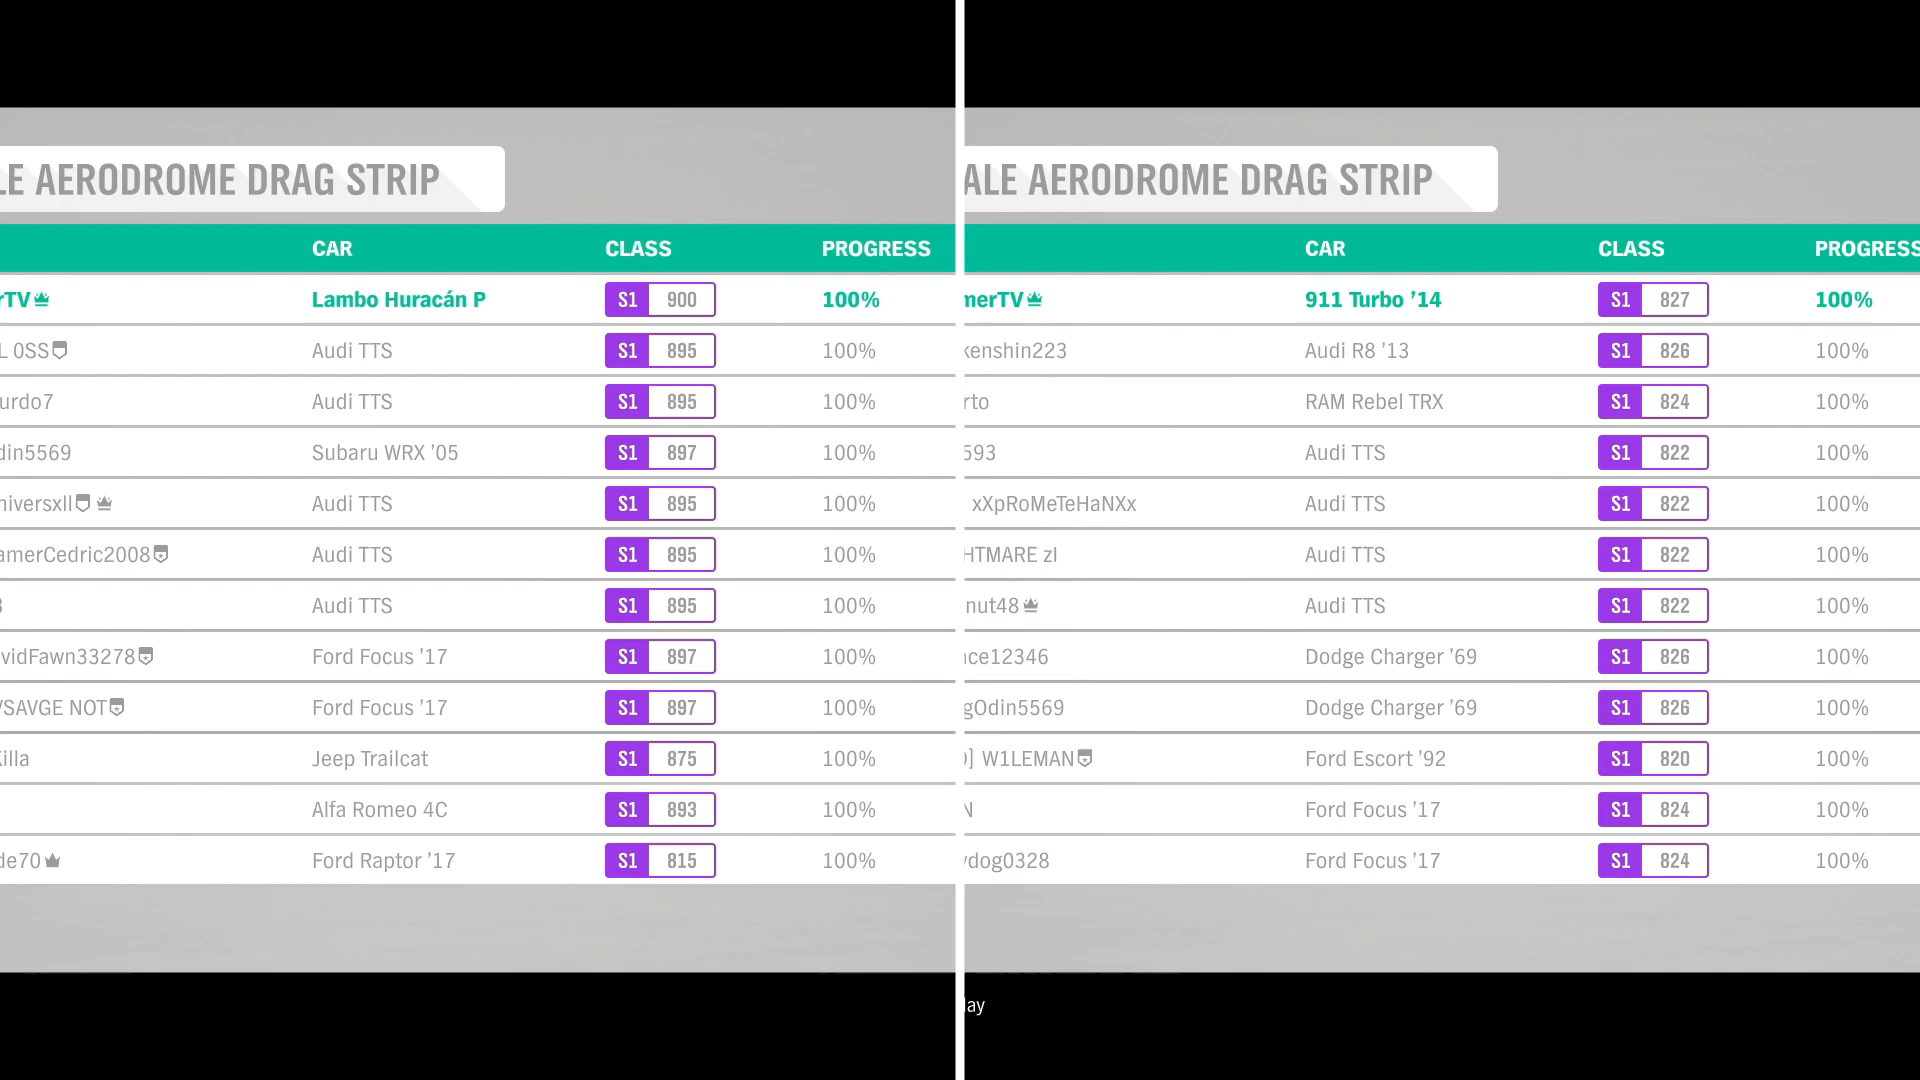 LE AERODROME DRAG STRIP
CAR CLASS PROGRESS
rTV Lambo Huracán P S1 900 100%
L 0SS Audi TTS S1 895 100%
urdo7 Audi TTS S1 895 100%
din5569 Subaru WRX ’05 S1 897 100%
niversxll Audi TTS S1 895 100%
amerCedric2008 Audi TTS S1 895 100%
3 Audi TTS S1 895 100%
vidFawn33278 Ford Focus ’17 S1 897 100%
/SAVGE NOT Ford Focus ’17 S1 897 100%
Killa Jeep Trailcat S1 875 100%
Alfa Romeo 4C S1 893 100%
de70 Ford Raptor ’17 S1 815 100%
ALE AERODROME DRAG STRIP
CAR CLASS PROGRESS
merTV 911 Turbo ’14 S1 827 100%
kenshin223 Audi R8 ’13 S1 826 100%
rto RAM Rebel TRX S1 824 100%
593 Audi TTS S1 822 100%
xXpRoMeTeHaNXx Audi TTS S1 822 100%
HTMARE zl Audi TTS S1 822 100%
nut48 Audi TTS S1 822 100%
nce12346 Dodge Charger ’69 S1 826 100%
gOdin5569 Dodge Charger ’69 S1 826 100%
] W1LEMAN Ford Escort ’92 S1 820 100%
N Ford Focus ’17 S1 824 100%
ydog0328 Ford Focus ’17 S1 824 100%
lay